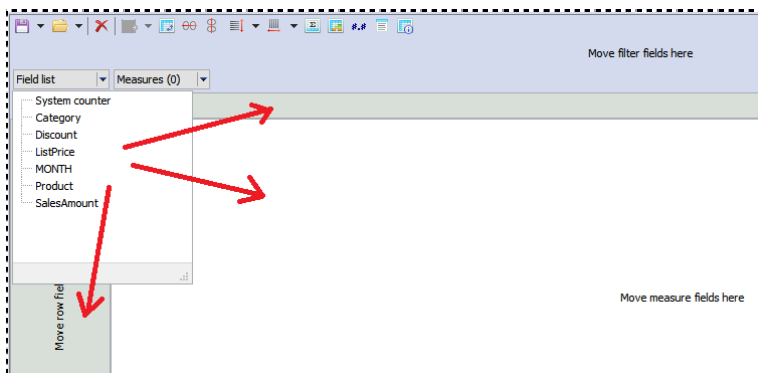 Move filter fields here
Field list
Measures (0)
System counter
Category
Discount
ListPrice
MONTH
Product
SalesAmount
Move row fiel
Move measure fields here